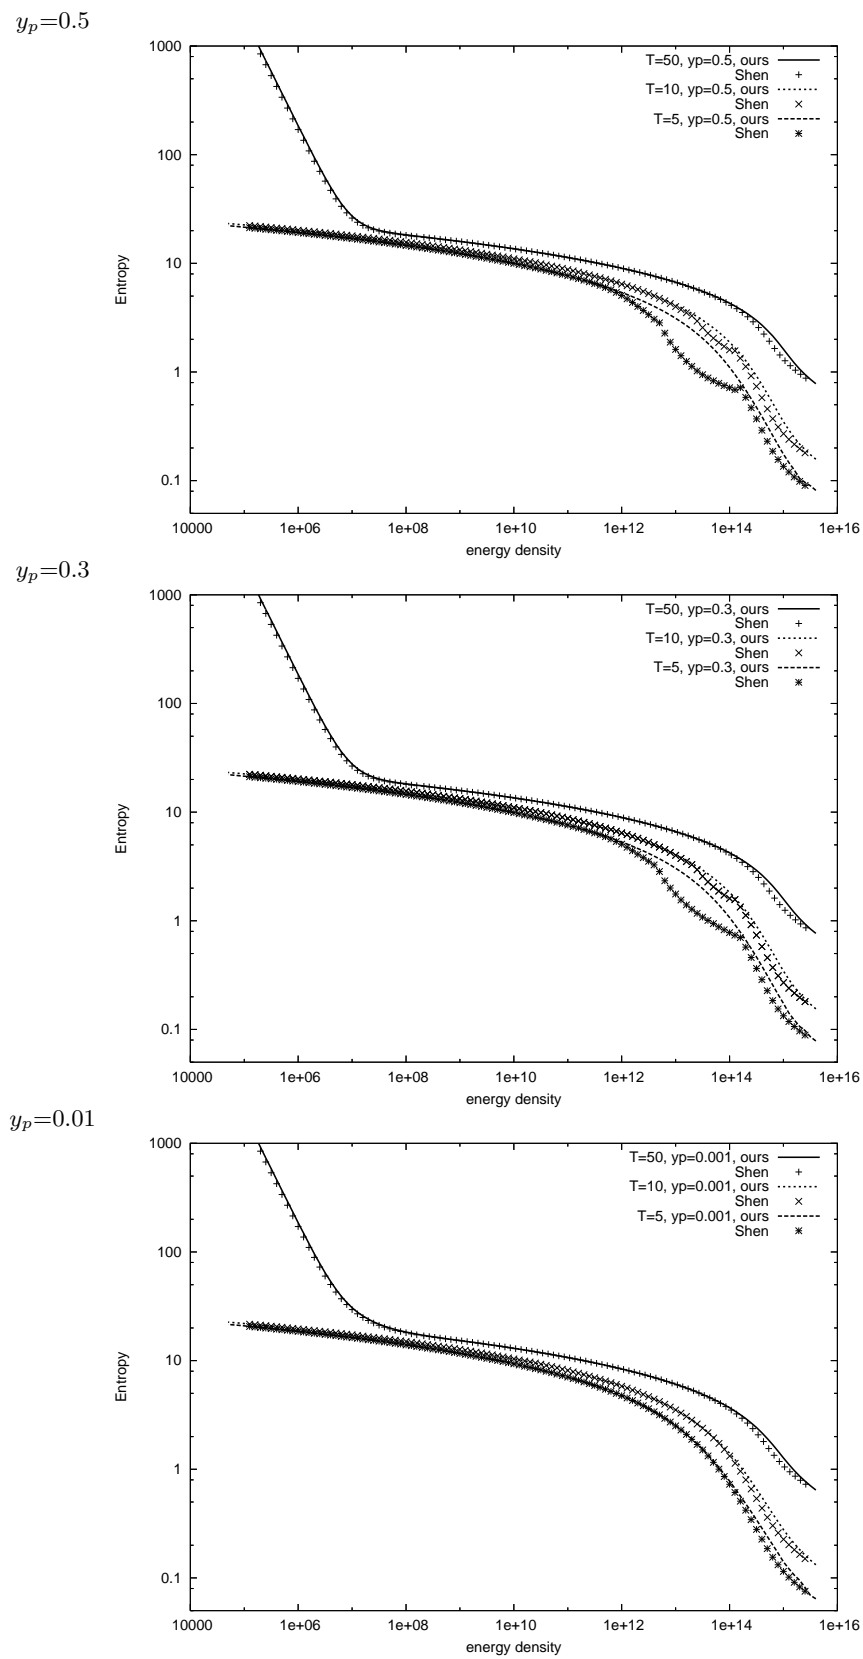 y_p=0.5
1000
100
10
1
0.1
Entropy
T=50, yp=0.5, ours
Shen
T=10, yp=0.5, ours
Shen
T=5, yp=0.5, ours
Shen
10000 1e+06 1e+08 1e+10 1e+12 1e+14 1e+16
energy density
y_p=0.3
1000
100
10
1
0.1
Entropy
T=50, yp=0.3, ours
Shen
T=10, yp=0.3, ours
Shen
T=5, yp=0.3, ours
Shen
10000 1e+06 1e+08 1e+10 1e+12 1e+14 1e+16
energy density
y_p=0.01
1000
100
10
1
0.1
Entropy
T=50, yp=0.001, ours
Shen
T=10, yp=0.001, ours
Shen
T=5, yp=0.001, ours
Shen
10000 1e+06 1e+08 1e+10 1e+12 1e+14 1e+16
energy density